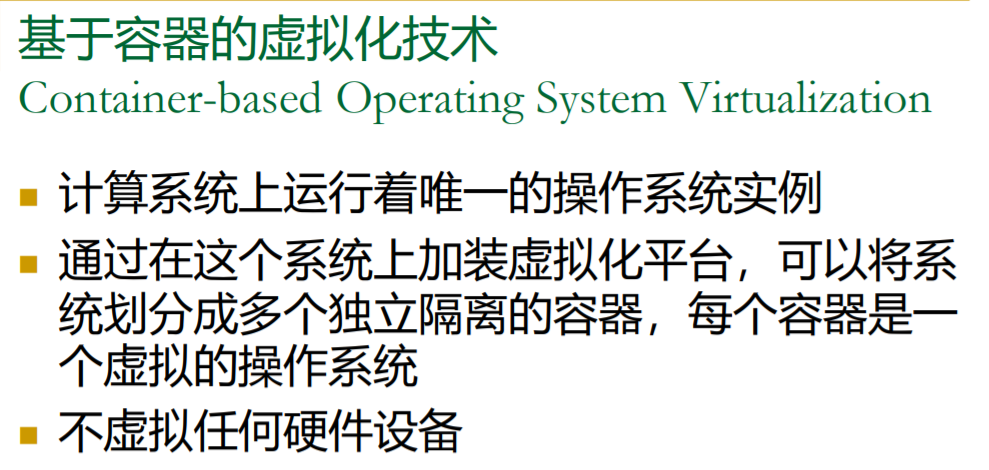 基于容器的虚拟化技术
Container-based Operating System Virtualization
计算系统上运行着唯一的操作系统实例
通过在这个系统上加装虚拟化平台，可以将系
统划分成多个独立隔离的容器，每个容器是一
个虚拟的操作系统
不虚拟任何硬件设备